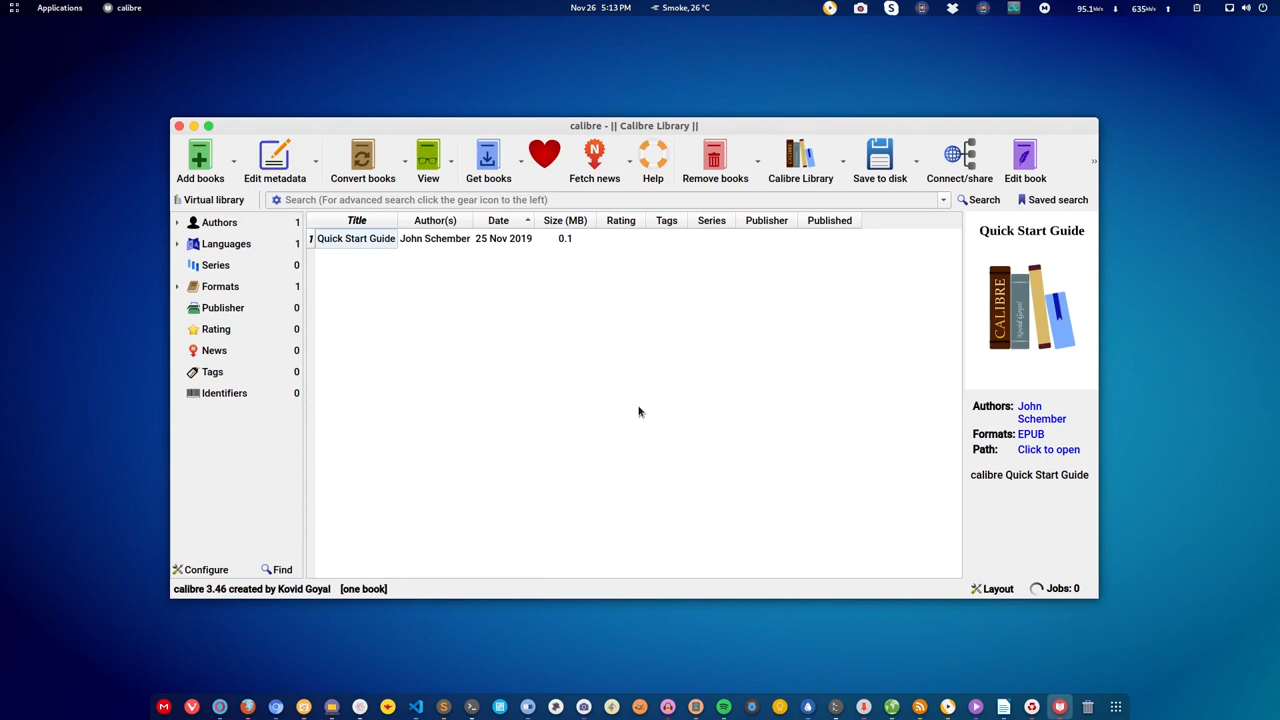 Applications calibre Nov 26 5:13 PM Smoke, 26 °C 95.1kb/s 635kb/s
calibre - || Calibre Library ||
Add books Edit metadata Convert books View Get books Fetch news Help Remove books Calibre Library Save to disk Connect/share Edit book
Virtual library Search (For advanced search click the gear icon to the left) Search Saved search
Authors 1
Languages 1
Series 0
Formats 1
Publisher 0
Rating 0
News 0
Tags 0
Identifiers 0
Configure Find
Title Author(s) Date Size (MB) Rating Tags Series Publisher Published
1 Quick Start Guide John Schember 25 Nov 2019 0.1
Quick Start Guide
CALIBRE
Kovid Goyal
Authors: John
Schember
Formats: EPUB
Path: Click to open
calibre Quick Start Guide
calibre 3.46 created by Kovid Goyal [one book] Layout Jobs: 0